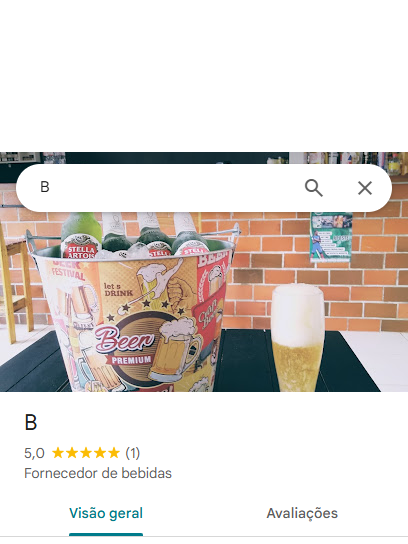 B
STELLA
ARTOIS
FESTIVAL
let's
DRINK
BEER
Beer
PREMIUM
B
5,0 ★★★★★ (1)
Fornecedor de bebidas
Visão geral
Avaliações